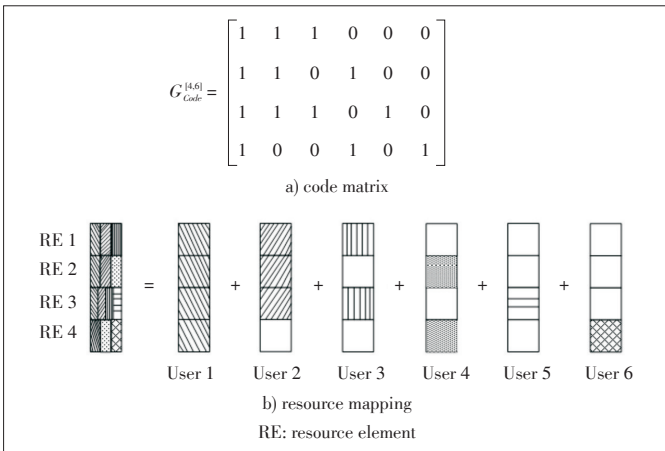 1 1 1 0 0 0
1 1 0 1 0 0
G[4,6]Code =
1 1 1 0 1 0
1 0 0 1 0 1
a) code matrix
RE 1
RE 2
RE 3
RE 4
= + + + + +
User 1 User 2 User 3 User 4 User 5 User 6
b) resource mapping
RE: resource element